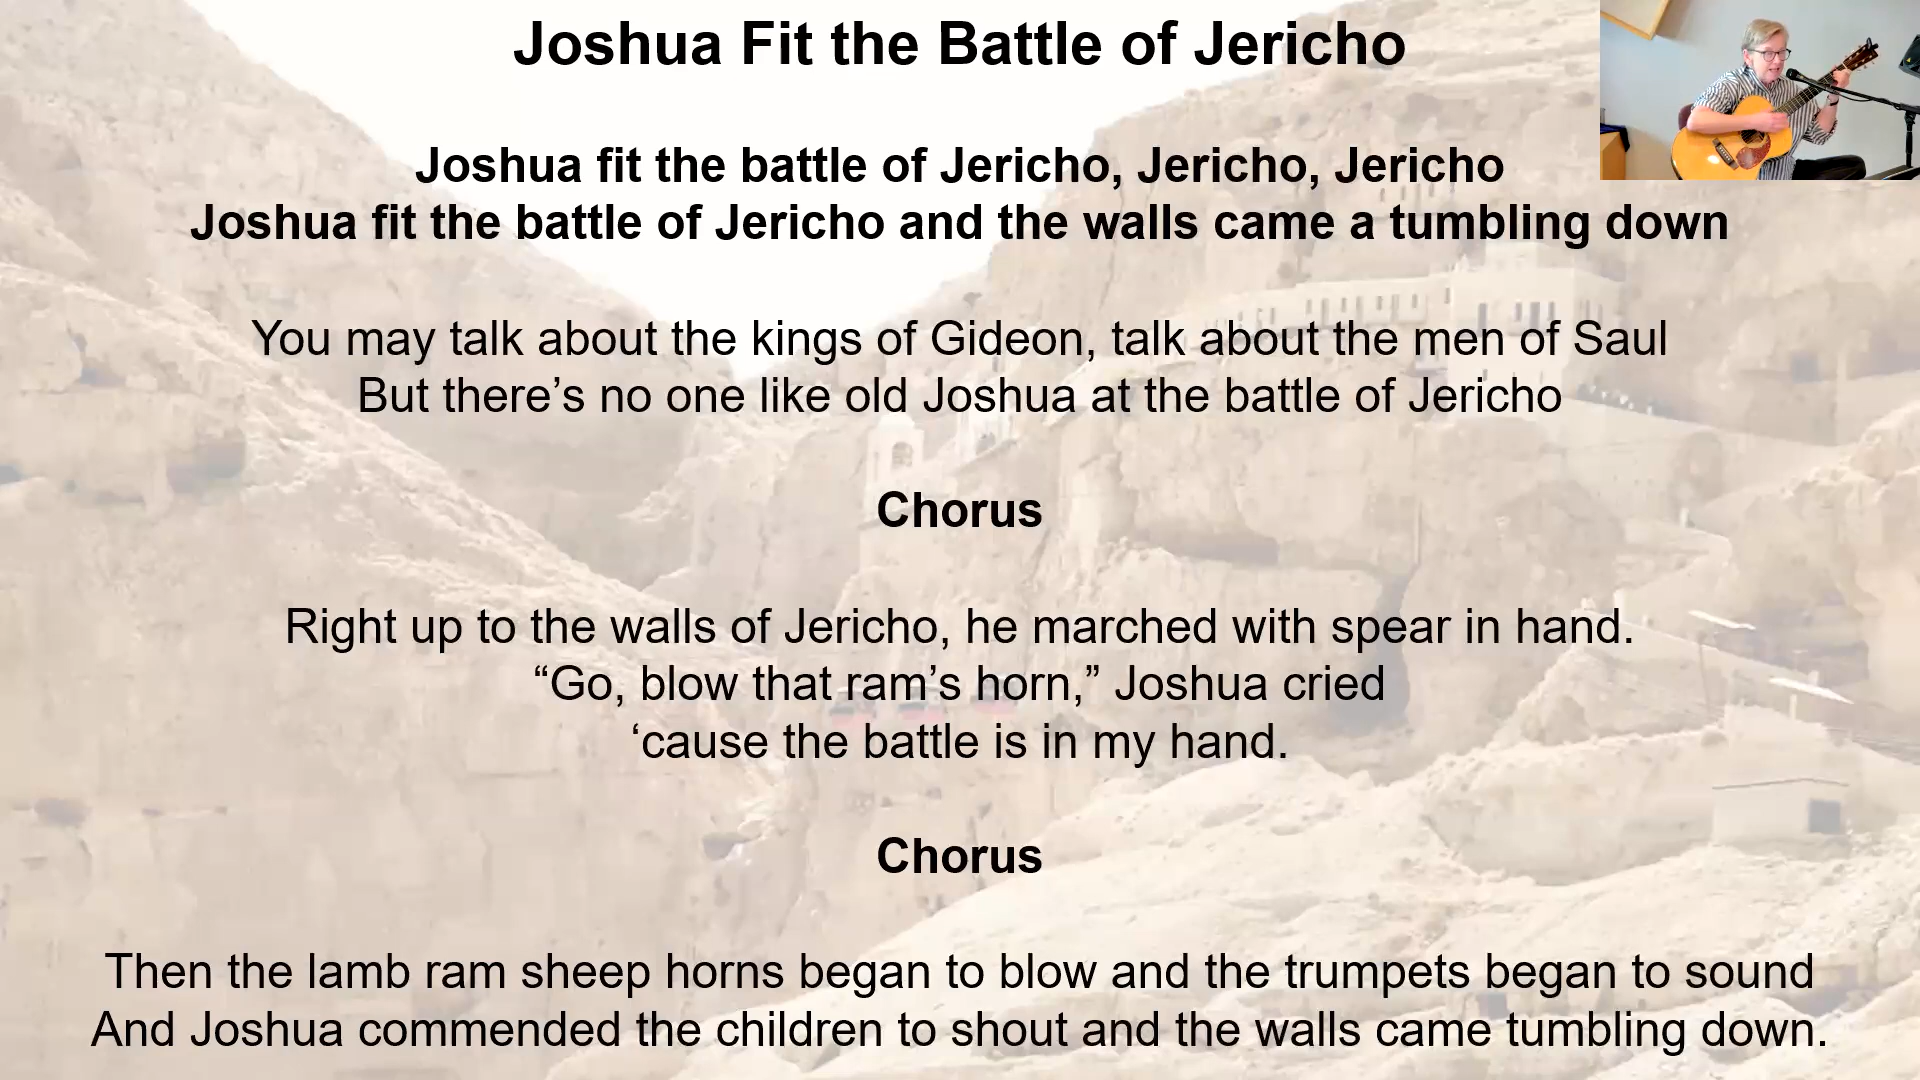 Joshua Fit the Battle of Jericho
Joshua fit the battle of Jericho, Jericho, Jericho
Joshua fit the battle of Jericho and the walls came a tumbling down
You may talk about the kings of Gideon, talk about the men of Saul
But there’s no one like old Joshua at the battle of Jericho
Chorus
Right up to the walls of Jericho, he marched with spear in hand.
“Go, blow that ram’s horn,” Joshua cried
‘cause the battle is in my hand.
Chorus
Then the lamb ram sheep horns began to blow and the trumpets began to sound
And Joshua commended the children to shout and the walls came tumbling down.